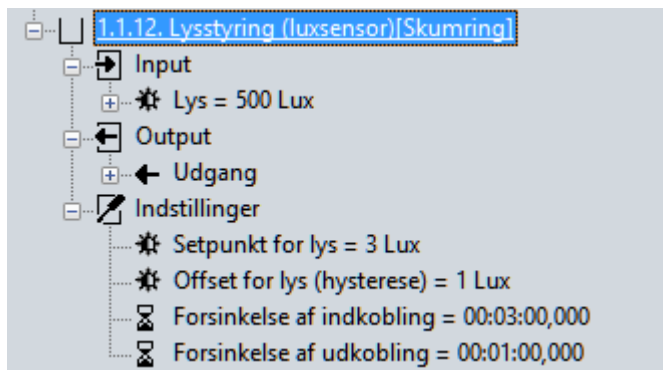 1.1.12. Lysstyring (luxsensor)[Skumring]
Input
Lys = 500 Lux
Output
Udgang
Indstillinger
Setpunkt for lys = 3 Lux
Offset for lys (hysterese) = 1 Lux
Forsinkelse af indkobling = 00:03:00,000
Forsinkelse af udkobling = 00:01:00,000